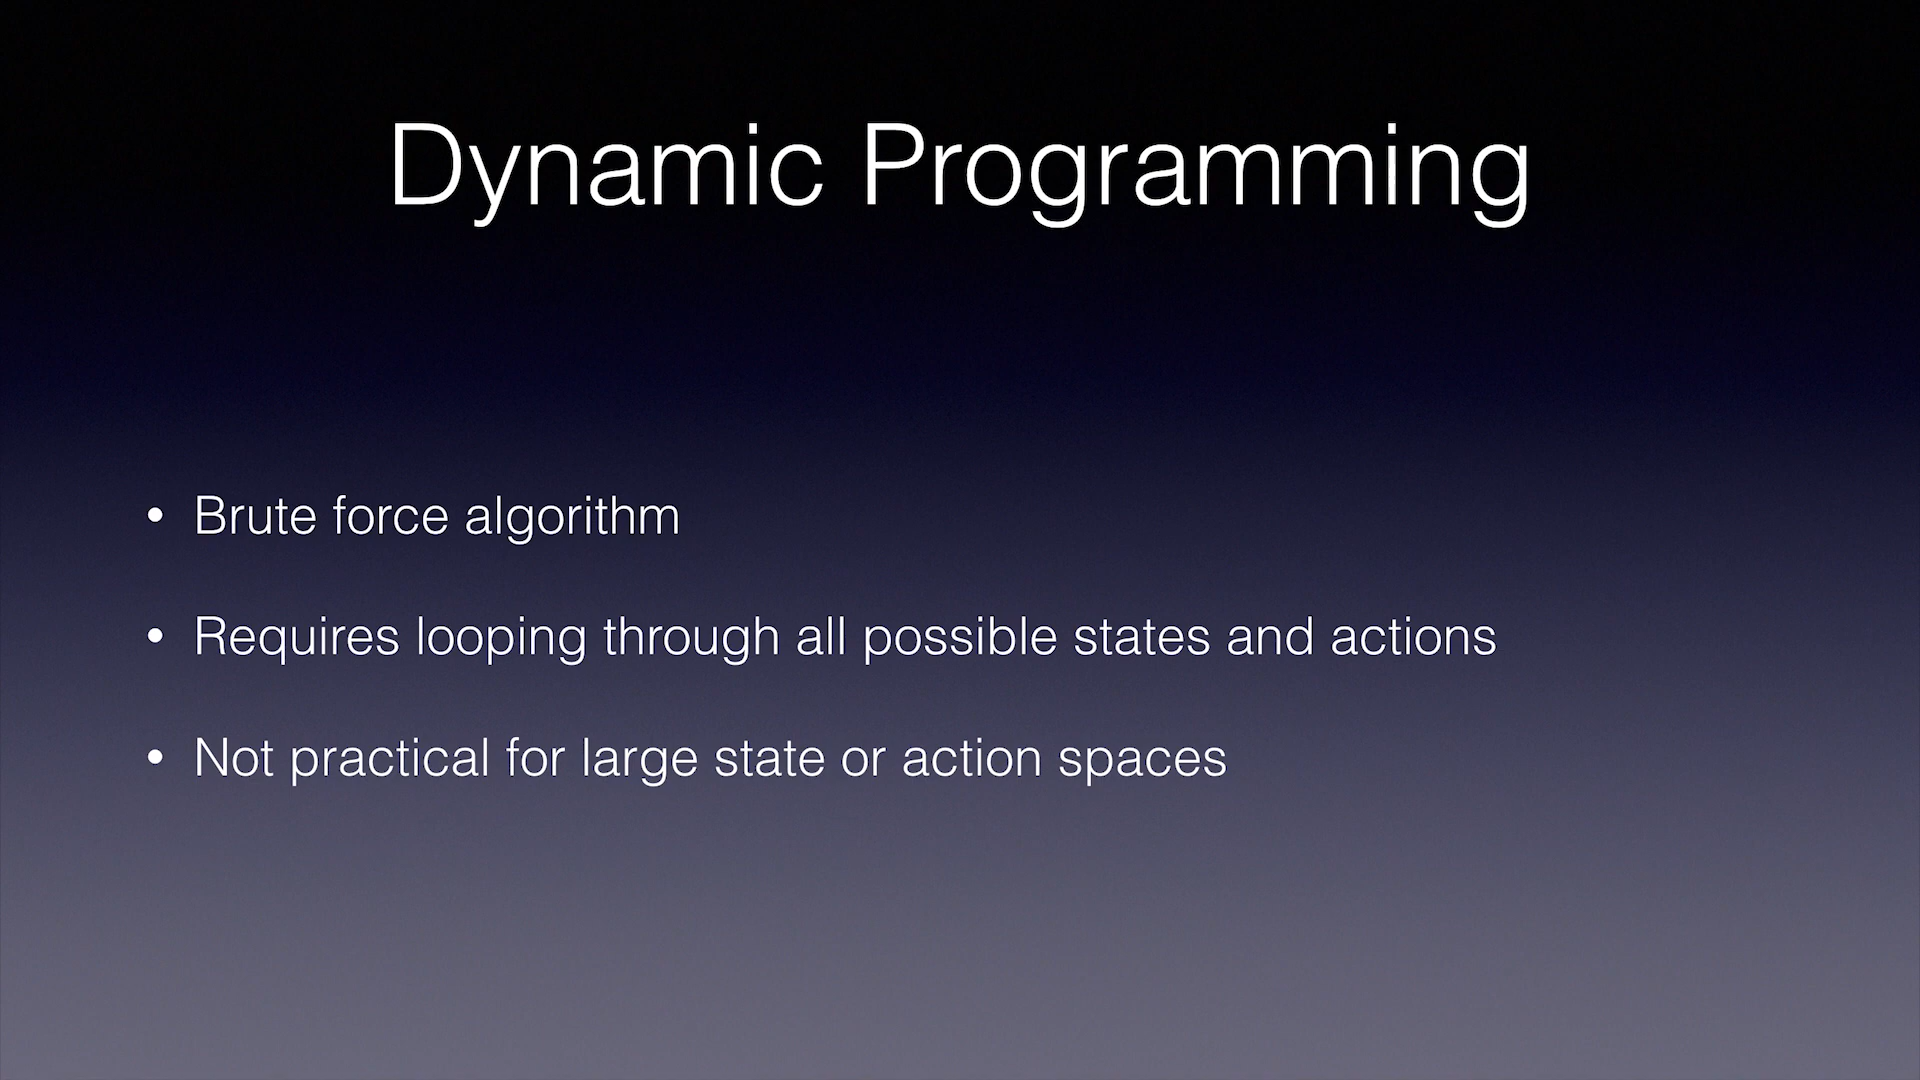 Dynamic Programming
• Brute force algorithm
• Requires looping through all possible states and actions
• Not practical for large state or action spaces